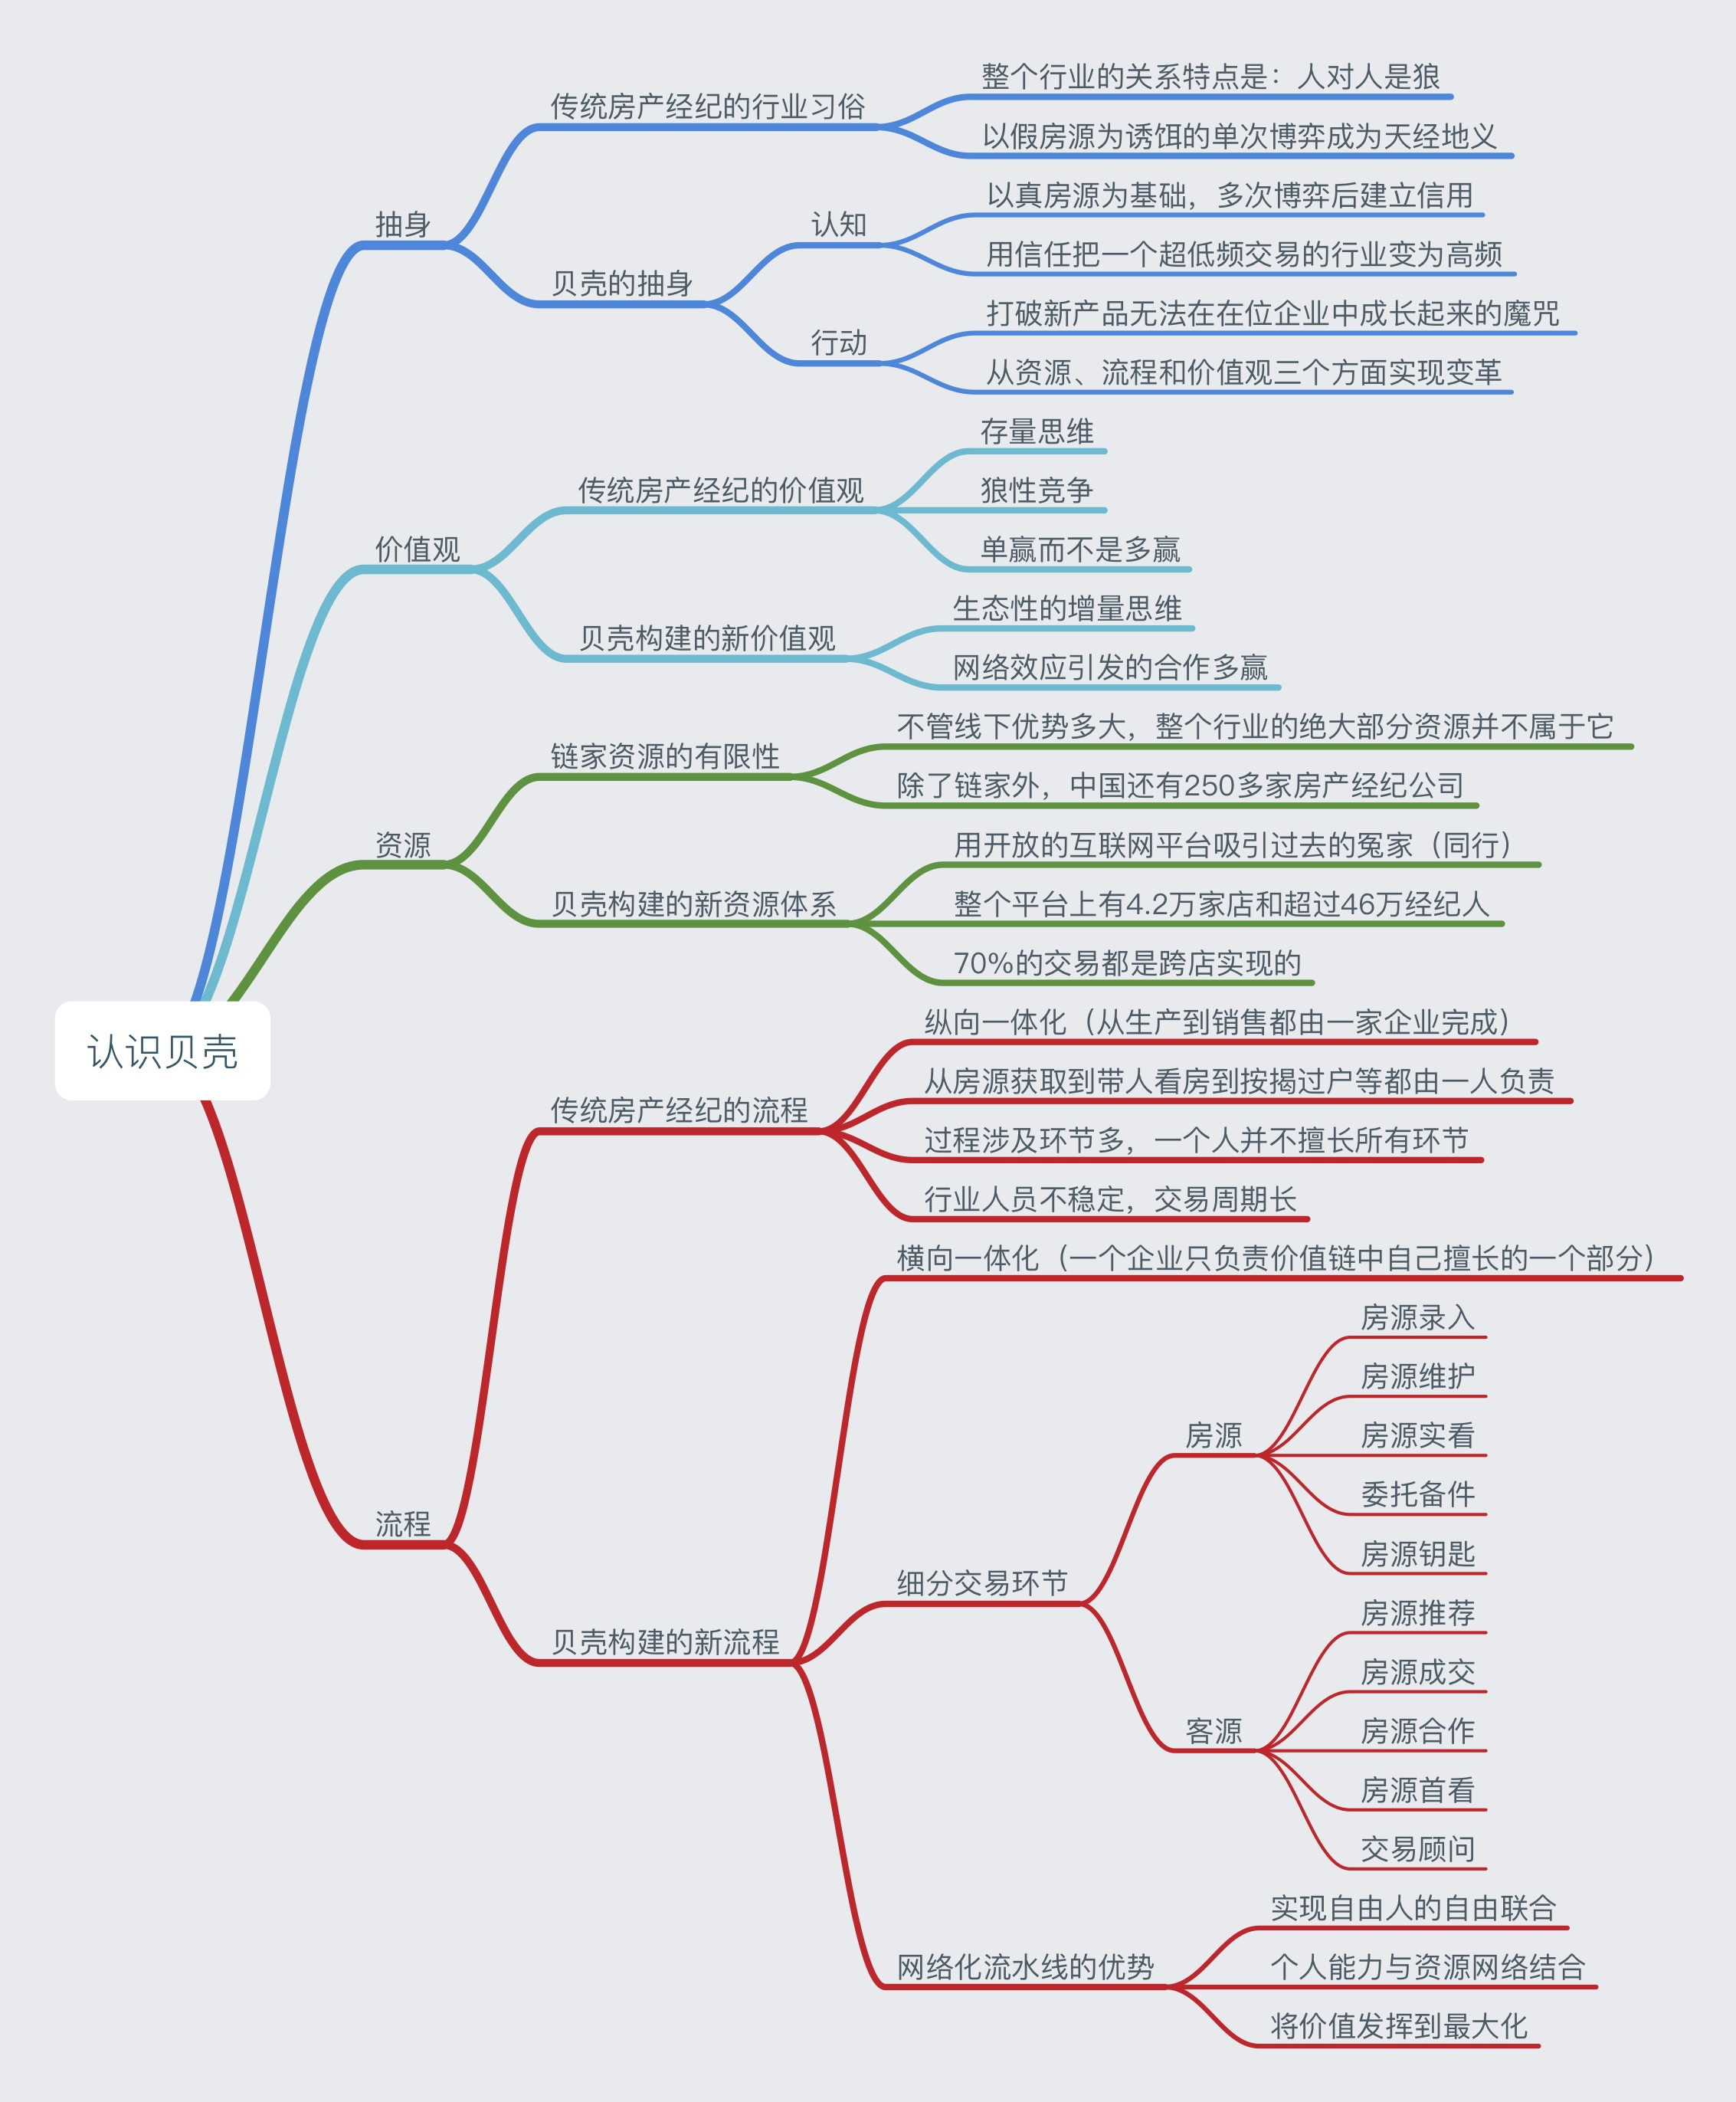 整个行业的关系特点是：人对人是狼
传统房产经纪的行业习俗
以假房源为诱饵的单次博弈成为天经地义
以真房源为基础，多次博弈后建立信用
抽身
认知
用信任把一个超低频交易的行业变为高频
贝壳的抽身
打破新产品无法在在位企业中成长起来的魔咒
行动
从资源、流程和价值观三个方面实现变革
存量思维
传统房产经纪的价值观
狼性竞争
价值观
单赢而不是多赢
生态性的增量思维
贝壳构建的新价值观
网络效应引发的合作多赢
不管线下优势多大，整个行业的绝大部分资源并不属于它
链家资源的有限性
除了链家外，中国还有250多家房产经纪公司
资源
用开放的互联网平台吸引过去的冤家（同行）
贝壳构建的新资源体系
整个平台上有4.2万家店和超过46万经纪人
70%的交易都是跨店实现的
认识贝壳
纵向一体化（从生产到销售都由一家企业完成）
从房源获取到带人看房到按揭过户等都由一人负责
传统房产经纪的流程
过程涉及环节多，一个人并不擅长所有环节
行业人员不稳定，交易周期长
横向一体化（一个企业只负责价值链中自己擅长的一个部分）
房源录入
房源维护
房源
房源实看
委托备件
流程
房源钥匙
细分交易环节
房源推荐
贝壳构建的新流程
房源成交
客源
房源合作
房源首看
交易顾问
实现自由人的自由联合
网络化流水线的优势
个人能力与资源网络结合
将价值发挥到最大化